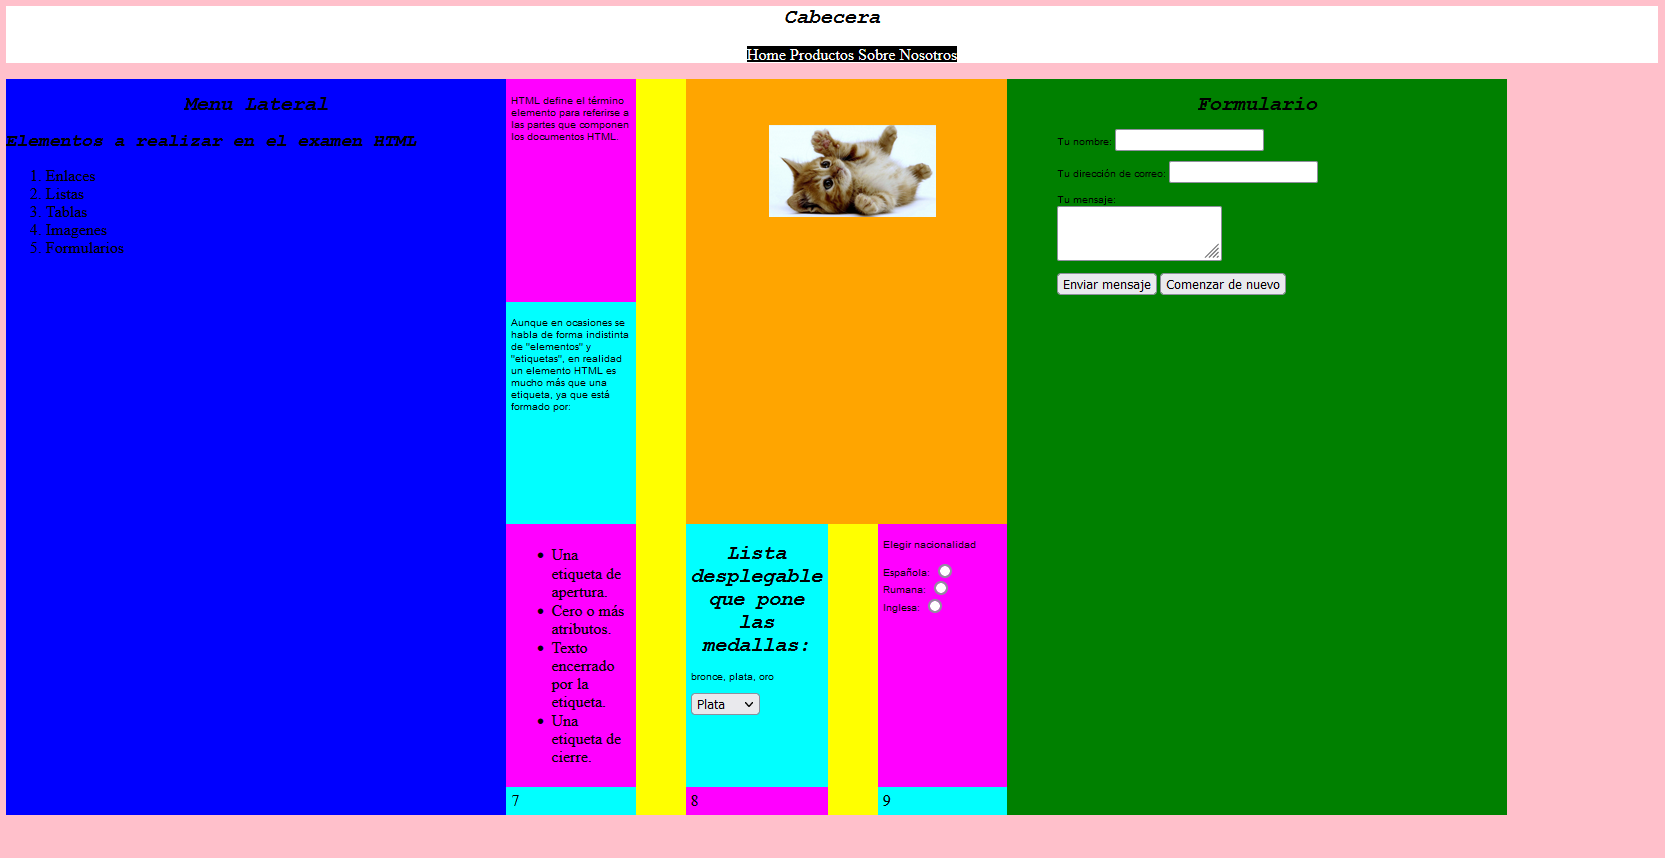 Cabecera
Home Productos Sobre Nosotros
Menu Lateral
Elementos a realizar en el examen HTML
1. Enlaces
2. Listas
3. Tablas
4. Imagenes
5. Formularios
HTML define el término
elemento para referirse a
las partes que componen
los documentos HTML.
Aunque en ocasiones se
habla de forma indistinta
de "elementos" y
"etiquetas", en realidad
un elemento HTML es
mucho más que una
etiqueta, ya que está
formado por:
• Una
etiqueta de
apertura.
• Cero o más
atributos.
• Texto
encerrado
por la
etiqueta.
• Una
etiqueta de
cierre.
Lista
desplegable
que pone
las
medallas:
bronce, plata, oro
Plata
Elegir nacionalidad
Española:
Rumana:
Inglesa:
7
8
9
Formulario
Tu nombre:
Tu dirección de correo:
Tu mensaje:
Enviar mensaje Comenzar de nuevo